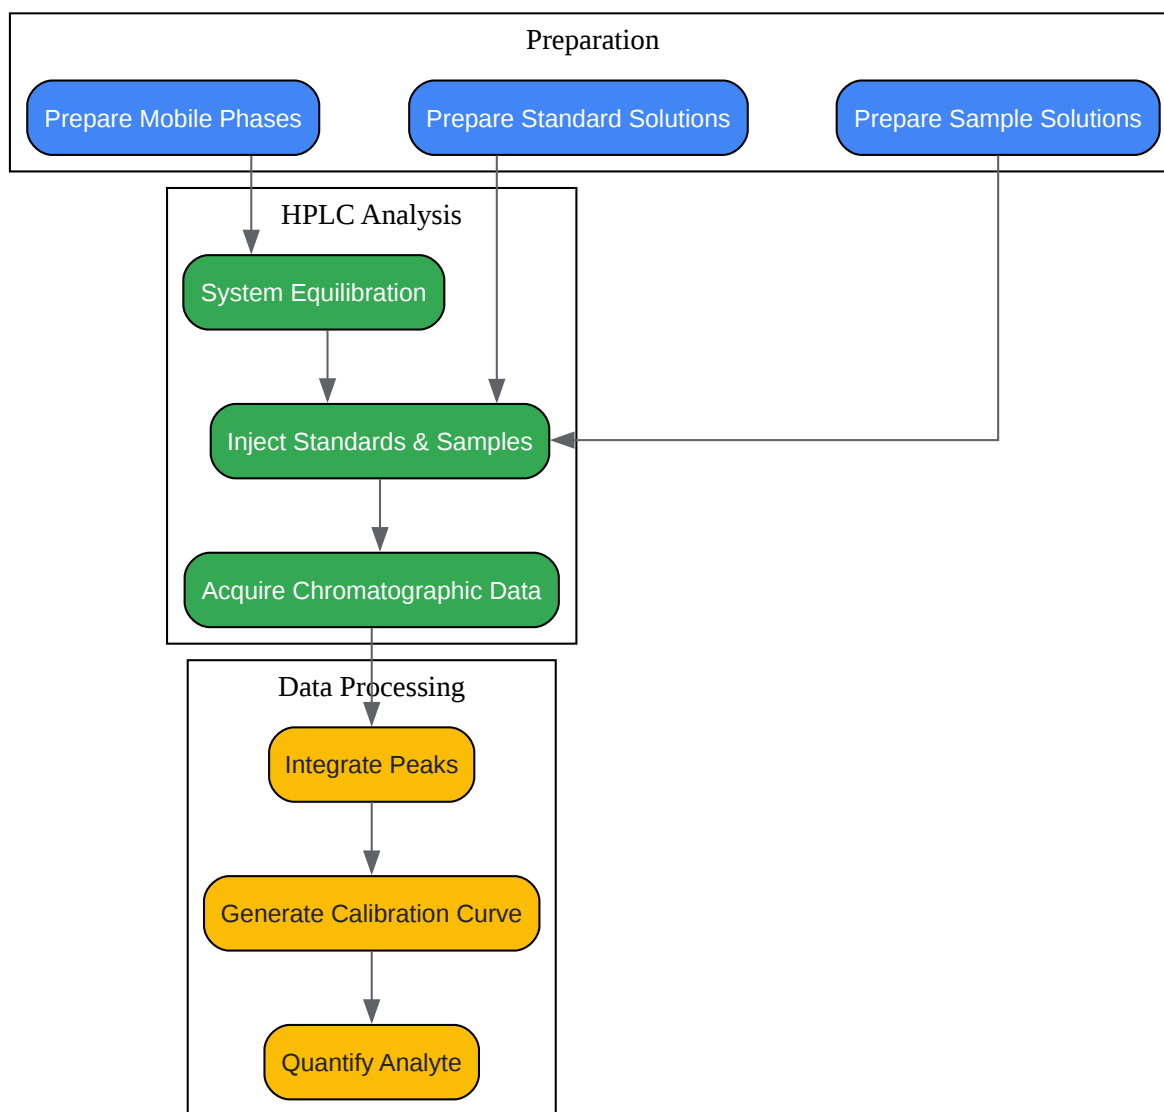 Preparation
Prepare Mobile Phases
Prepare Standard Solutions
Prepare Sample Solutions
HPLC Analysis
System Equilibration
Inject Standards & Samples
Acquire Chromatographic Data
Data Processing
Integrate Peaks
Generate Calibration Curve
Quantify Analyte